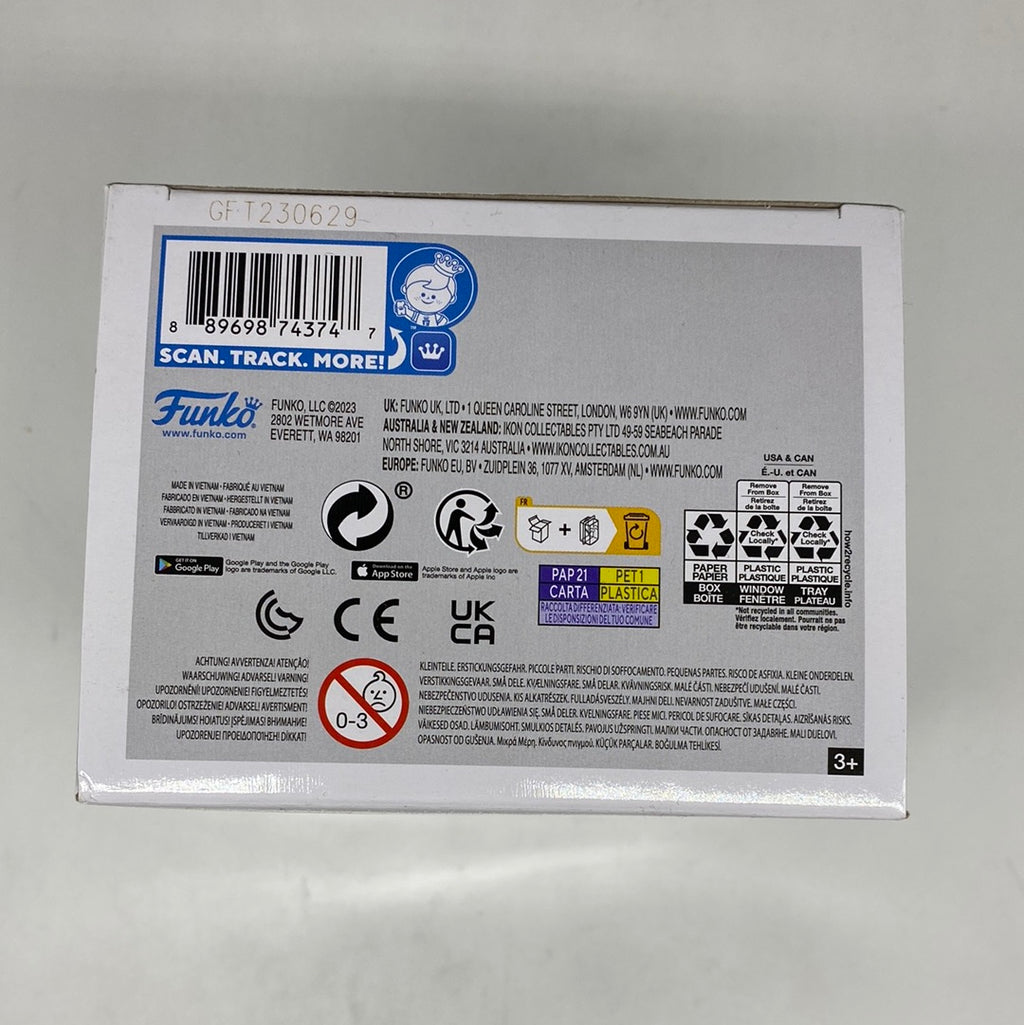 GFT230629
8 89698 74374 7
SCAN. TRACK. MORE!
Funko
www.funko.com
FUNKO, LLC ©2023
2802 WETMORE AVE
EVERETT, WA 98201
UK: FUNKO UK, LTD • 1 QUEEN CAROLINE STREET, LONDON, W6 9YN (UK) • WWW.FUNKO.COM
AUSTRALIA & NEW ZEALAND: IKON COLLECTABLES PTY LTD 49-59 SEABEACH PARADE
NORTH SHORE, VIC 3214 AUSTRALIA • WWW.IKONCOLLECTABLES.COM.AU
EUROPE: FUNKO EU, BV • ZUIDPLEIN 36, 1077 XV, AMSTERDAM (NL) • WWW.FUNKO.COM
MADE IN VIETNAM • FABRIQUÉ AU VIETNAM
FABRICADO EN VIETNAM • HERGESTELLT IN VIETNAM
FABBRICATO IN VIETNAM • FABRICADO NA VIETNAM
VERVAARDIGD IN VIETNAM • PRODUCERET I VIETNAM
TILLVERKAD I VIETNAM
®
FR
+
USA & CAN
É.-U. et CAN
Remove From Box
Retirez de la boîte
Remove From Box
Retirez de la boîte
Check Locally*
Check Locally*
PAPER
PAPIER
BOX
BOÎTE
PLASTIC
PLASTIQUE
WINDOW
FENÊTRE
PLASTIC
PLASTIQUE
TRAY
PLATEAU
how2recycle.info
*Not recycled in all communities.
Vérifiez localement. Pourrait ne pas
être recyclable dans votre région.
GET IT ON
Google Play
Google Play and the Google Play
logo are trademarks of Google LLC.
Download on the
App Store
Apple Store and Apple logo are
trademarks of Apple Inc
PAP 21
PET 1
CARTA
PLASTICA
RACCOLTA DIFFERENZIATA: VERIFICARE
LE DISPOSIZIONI DEL TUO COMUNE
CE
UK
CA
ACHTUNG! AVVERTENZA! ATENÇÃO!
WAARSCHUWING! ADVARSEL! VARNING!
UPOZORNĚNÍ! UPOZORNENIE! FIGYELMEZTETÉS!
OPOZORILO! OSTRZEŻENIE! ADVARSEL! AVERTISMENT!
BRĪDINĀJUMS! HOIATUS! ĮSPĖJIMAS! ВНИМАНИЕ!
UPOZORENJE! ΠΡΟΕΙΔΟΠΟΙΗΣΗ! DİKKAT!
0-3
KLEINTEILE. ERSTICKUNGSGEFAHR. PICCOLE PARTI. RISCHIO DI SOFFOCAMENTO. PEQUENAS PARTES. RISCO DE ASFIXIA. KLEINE ONDERDELEN.
VERSTIKKINGSGEVAAR. SMÅ DELE. KVÆLNINGSFARE. SMÅ DELAR. KVÄVNINGSRISK. MALÉ ČÁSTI. NEBEZPEČÍ UDUŠENÍ. MALÉ ČASTI.
NEBEZPEČENSTVO UDUSENIA. KIS ALKATRÉSZEK. FULLADÁSVESZÉLY. MAJHNI DELI. NEVARNOST ZADUŠITVE. MAŁE CZĘŚCI.
NIEBEZPIECZEŃSTWO UDŁAWIENIA SIĘ. SMÅ DELER. KVELNINGSFARE. PIESE MICI. PERICOL DE SUFOCARE. SĪKAS DETAĻAS. AIZRĪŠANĀS RISKS.
VÄIKESED OSAD. LÄMBUMISOHT. SMULKIOS DETALĖS. PAVOJUS UŽSPRINGTI. МАЛКИ ЧАСТИ. ОПАСНОСТ ОТ ЗАДАВЯНЕ. MALI DIJELOVI.
OPASNOST OD GUŠENJA. Μικρά Μέρη. Κίνδυνος πνιγμού. KÜÇÜK PARÇALAR. BOĞULMA TEHLİKESİ.
3+